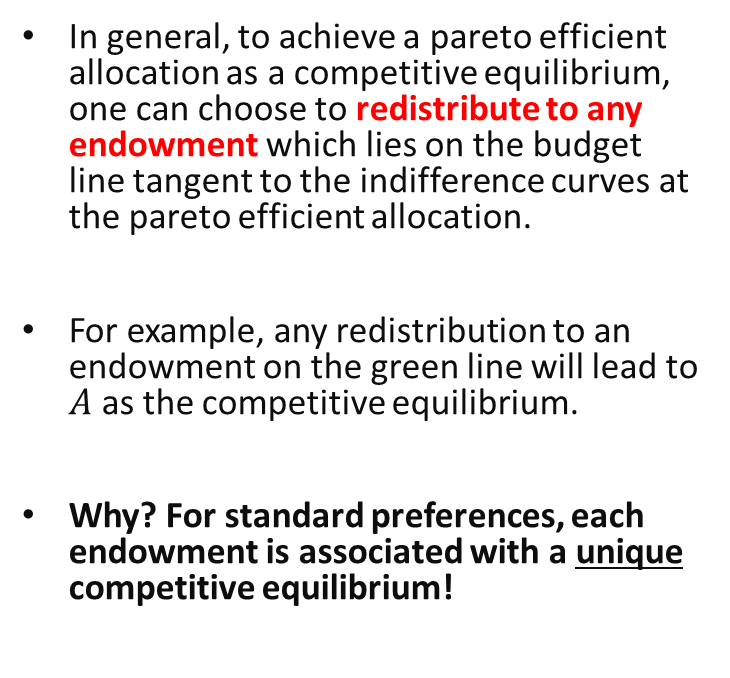 • In general, to achieve a pareto efficient
allocation as a competitive equilibrium,
one can choose to redistribute to any
endowment which lies on the budget
line tangent to the indifference curves at
the pareto efficient allocation.
• For example, any redistribution to an
endowment on the green line will lead to
A as the competitive equilibrium.
• Why? For standard preferences, each
endowment is associated with a unique
competitive equilibrium!